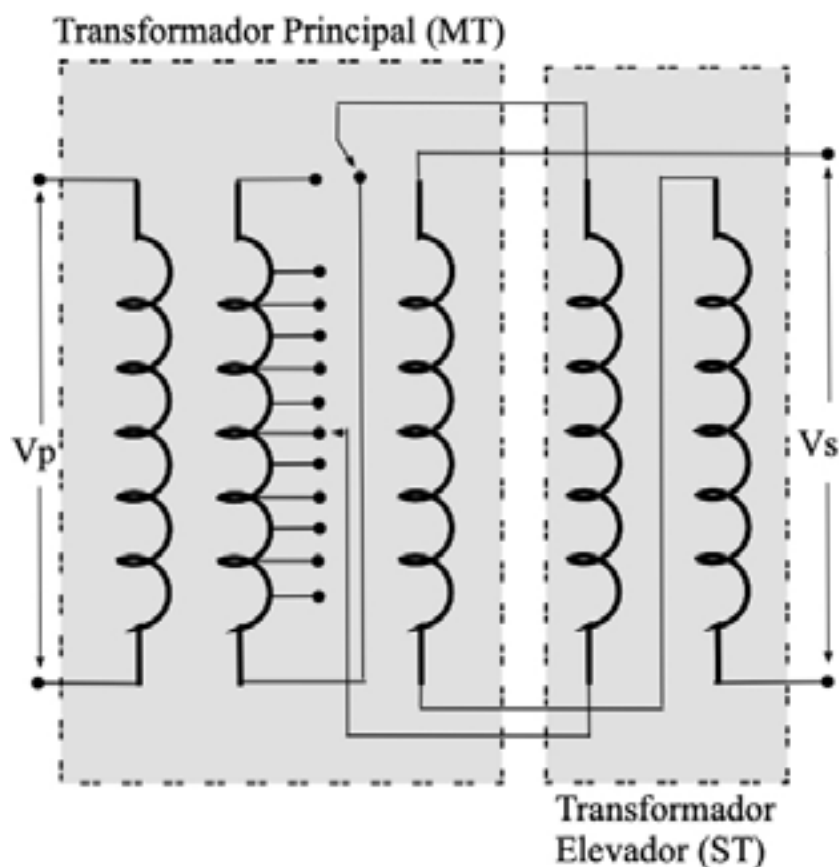 Transformador Principal (MT)
Vp
Vs
Transformador
Elevador (ST)